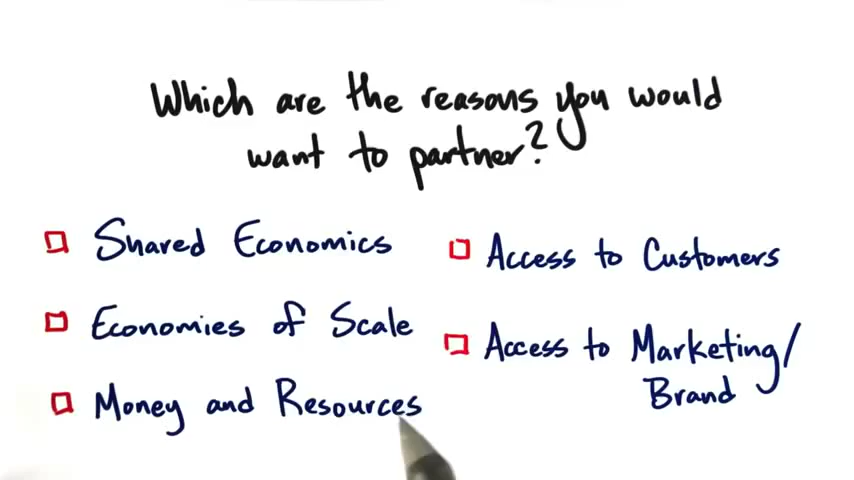 Which are the reasons you would
want to partner?
Shared Economics
Economies of Scale
Money and Resources
Access to Customers
Access to Marketing/
Brand